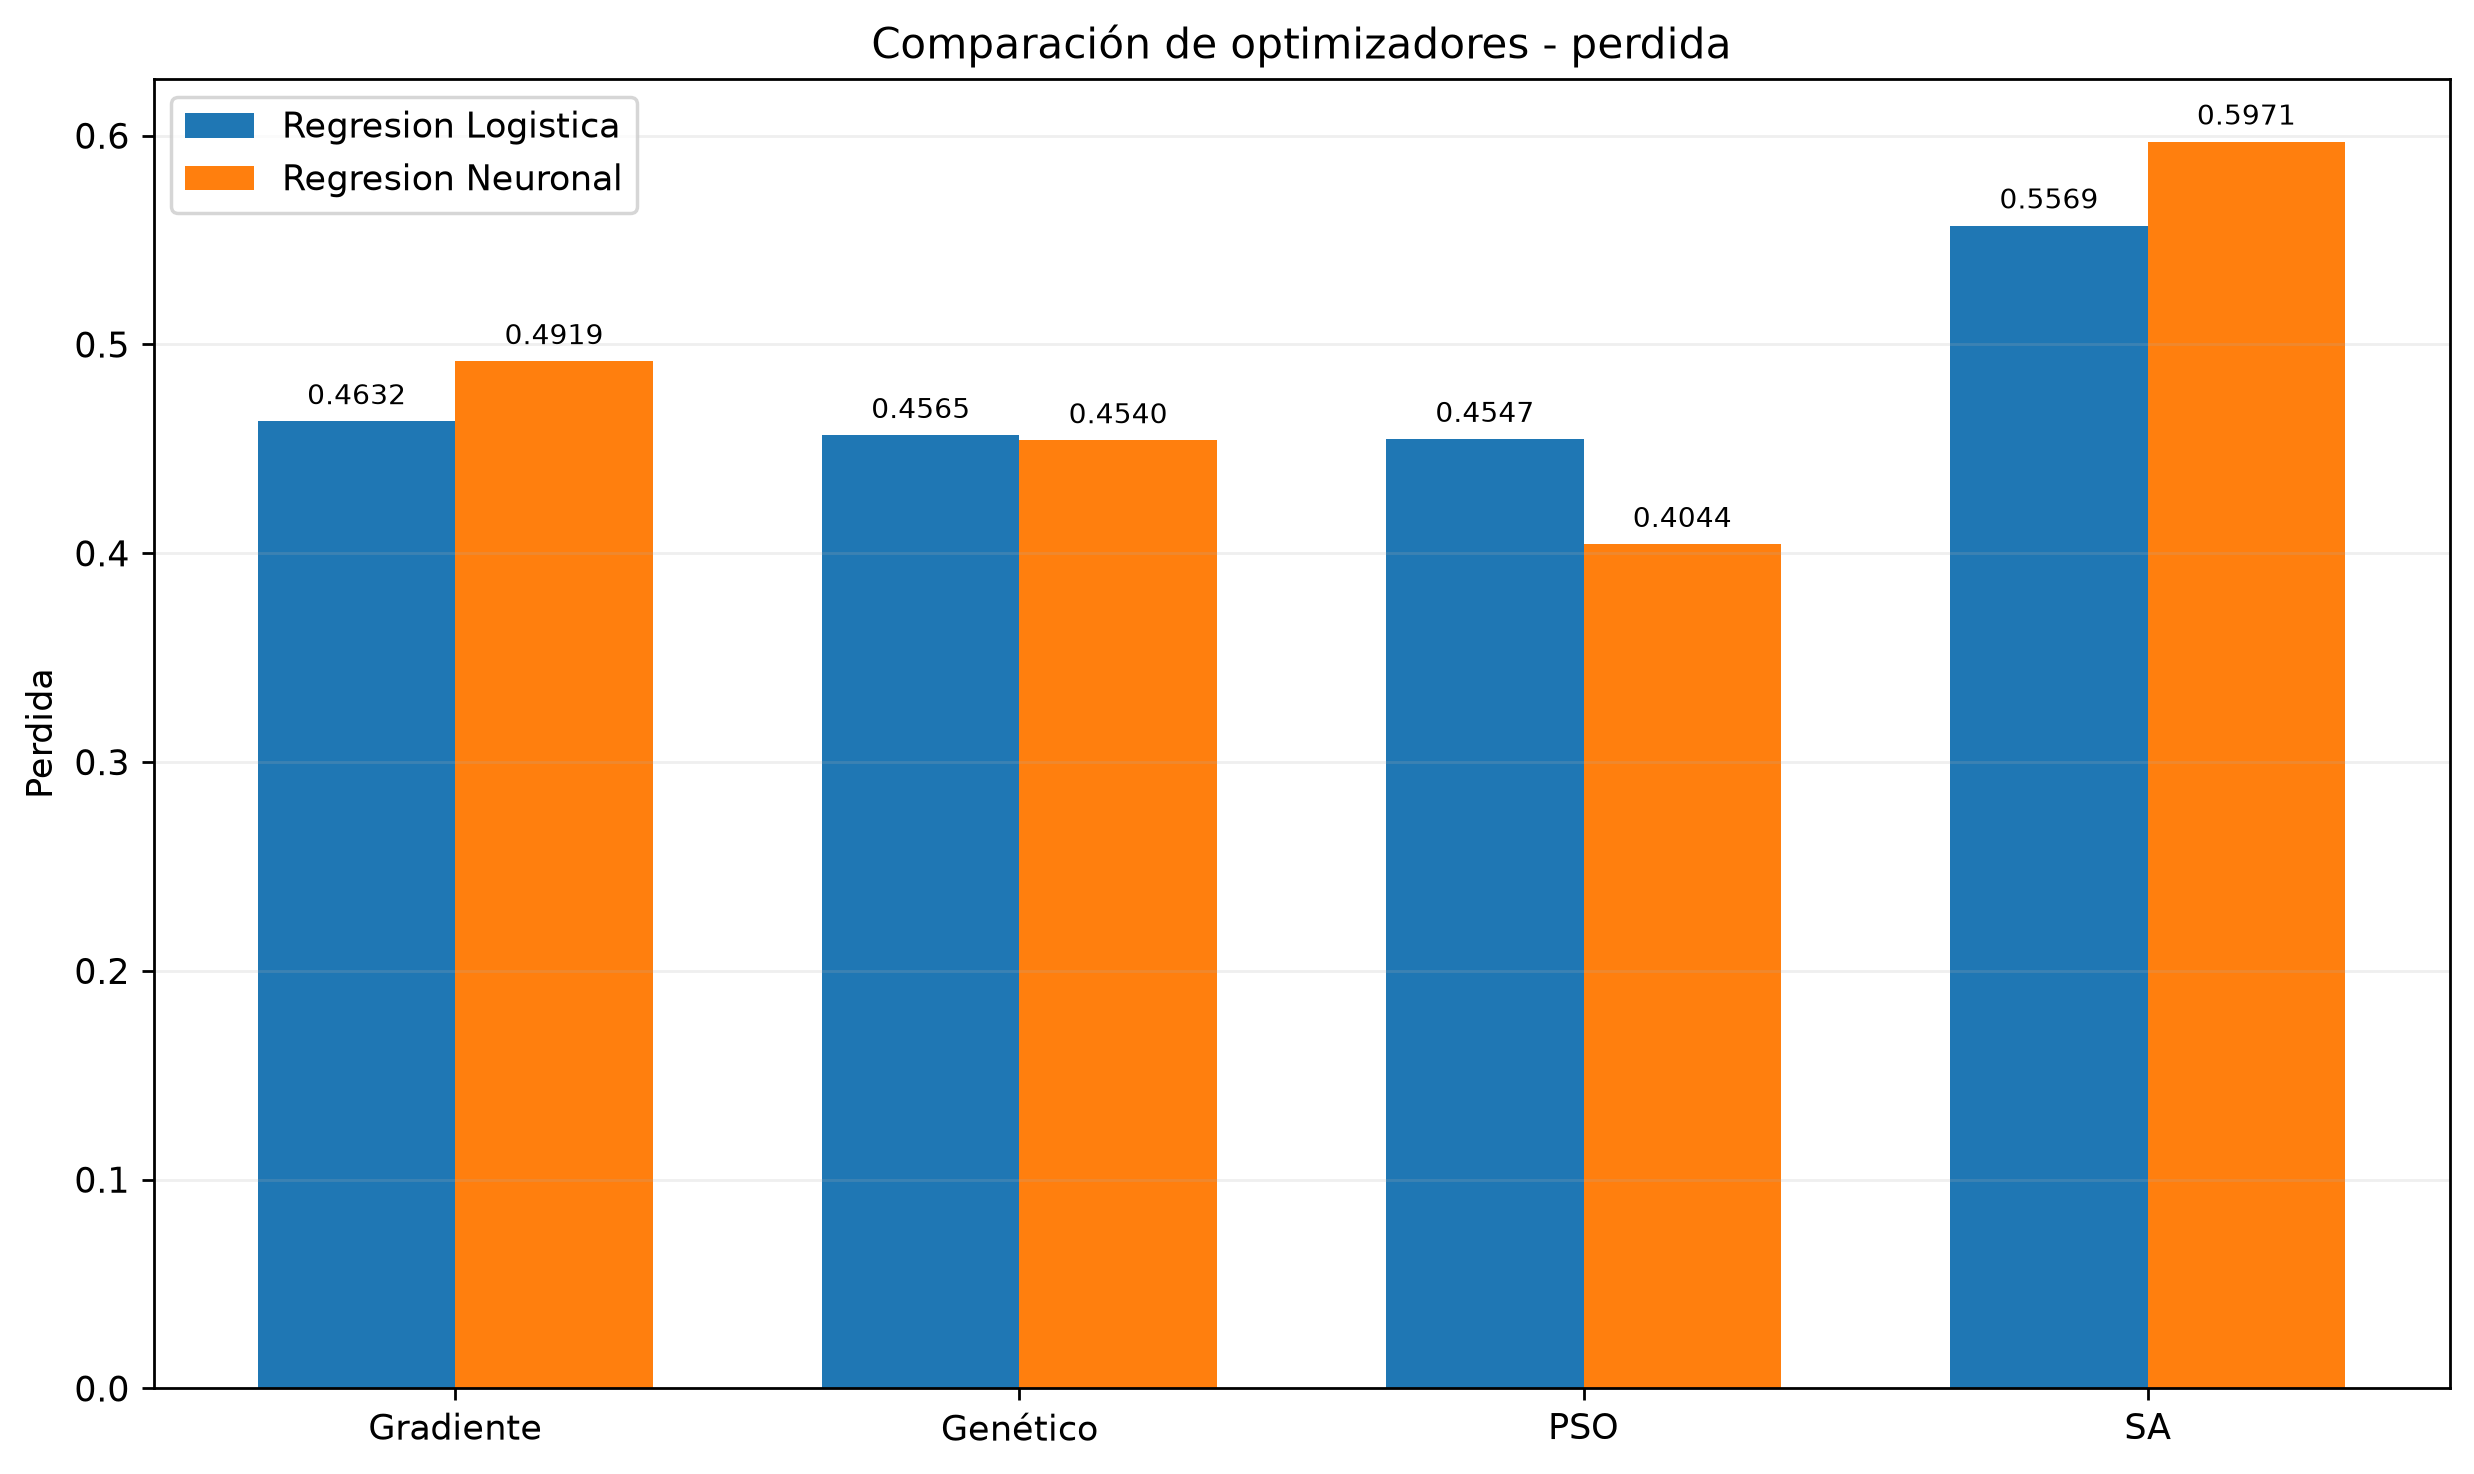 Comparación de optimizadores - perdida
Regresion Logistica
Regresion Neuronal
Perdida
0.6
0.5
0.4
0.3
0.2
0.1
0.0
0.4632
0.4919
0.4565
0.4540
0.4547
0.4044
0.5569
0.5971
Gradiente
Genético
PSO
SA